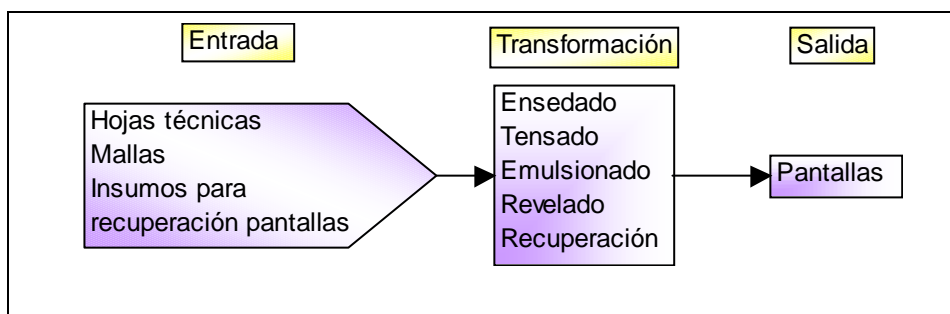 Entrada
Transformación
Salida
Hojas técnicas
Mallas
Insumos para
recuperación pantallas
Ensedado
Tensado
Emulsionado
Revelado
Recuperación
Pantallas